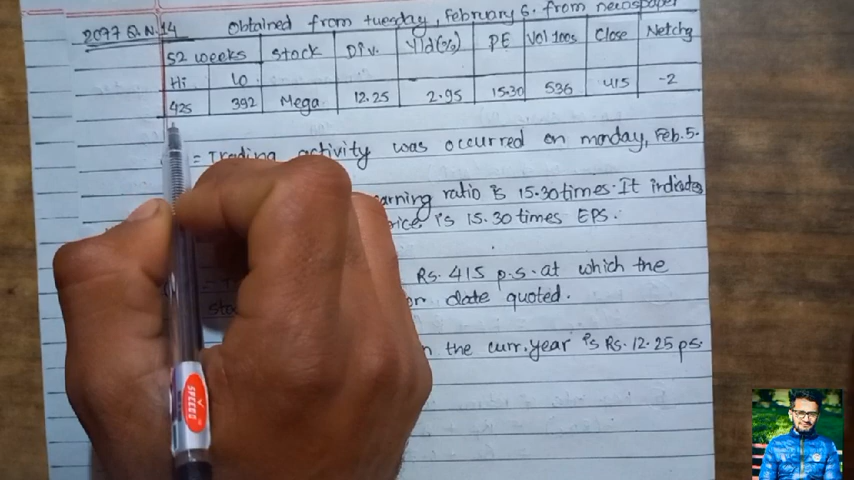 2077 Q.N.14 Obtained from tuesday, February 6. from newspaper
52 weeks Stock Div. Yld(%) PE Vol 100s Close Netchg
Hi Lo
425 392 Mega 12.25 2.95 15.30 536 415 -2
= Trading activity was occurred on monday, Feb.5.
earning ratio is 15.30 times. It indicates
price is 15.30 times EPS.
Rs. 415 p.s. at which the
on date quoted.
the curr. year is Rs. 12.25 ps.
SPEEDO